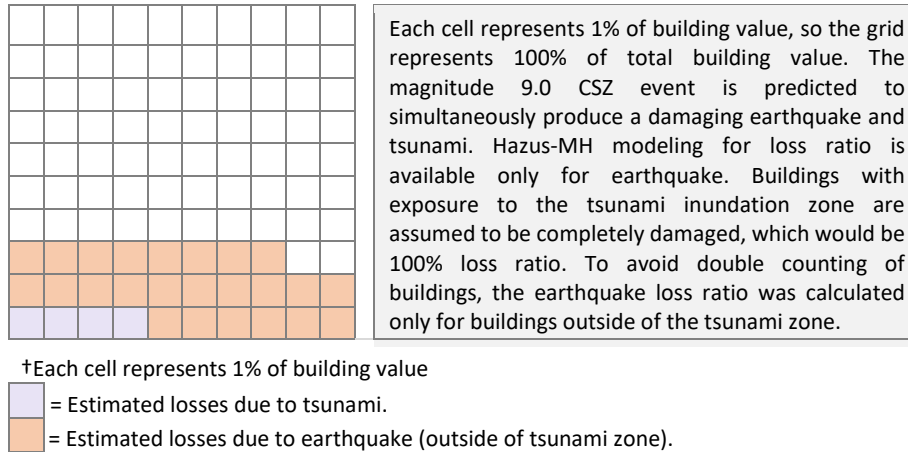 Each cell represents 1% of building value, so the grid
represents 100% of total building value. The
magnitude 9.0 CSZ event is predicted to
simultaneously produce a damaging earthquake and
tsunami. Hazus-MH modeling for loss ratio is
available only for earthquake. Buildings with
exposure to the tsunami inundation zone are
assumed to be completely damaged, which would be
100% loss ratio. To avoid double counting of
buildings, the earthquake loss ratio was calculated
only for buildings outside of the tsunami zone.
†Each cell represents 1% of building value
= Estimated losses due to tsunami.
= Estimated losses due to earthquake (outside of tsunami zone).